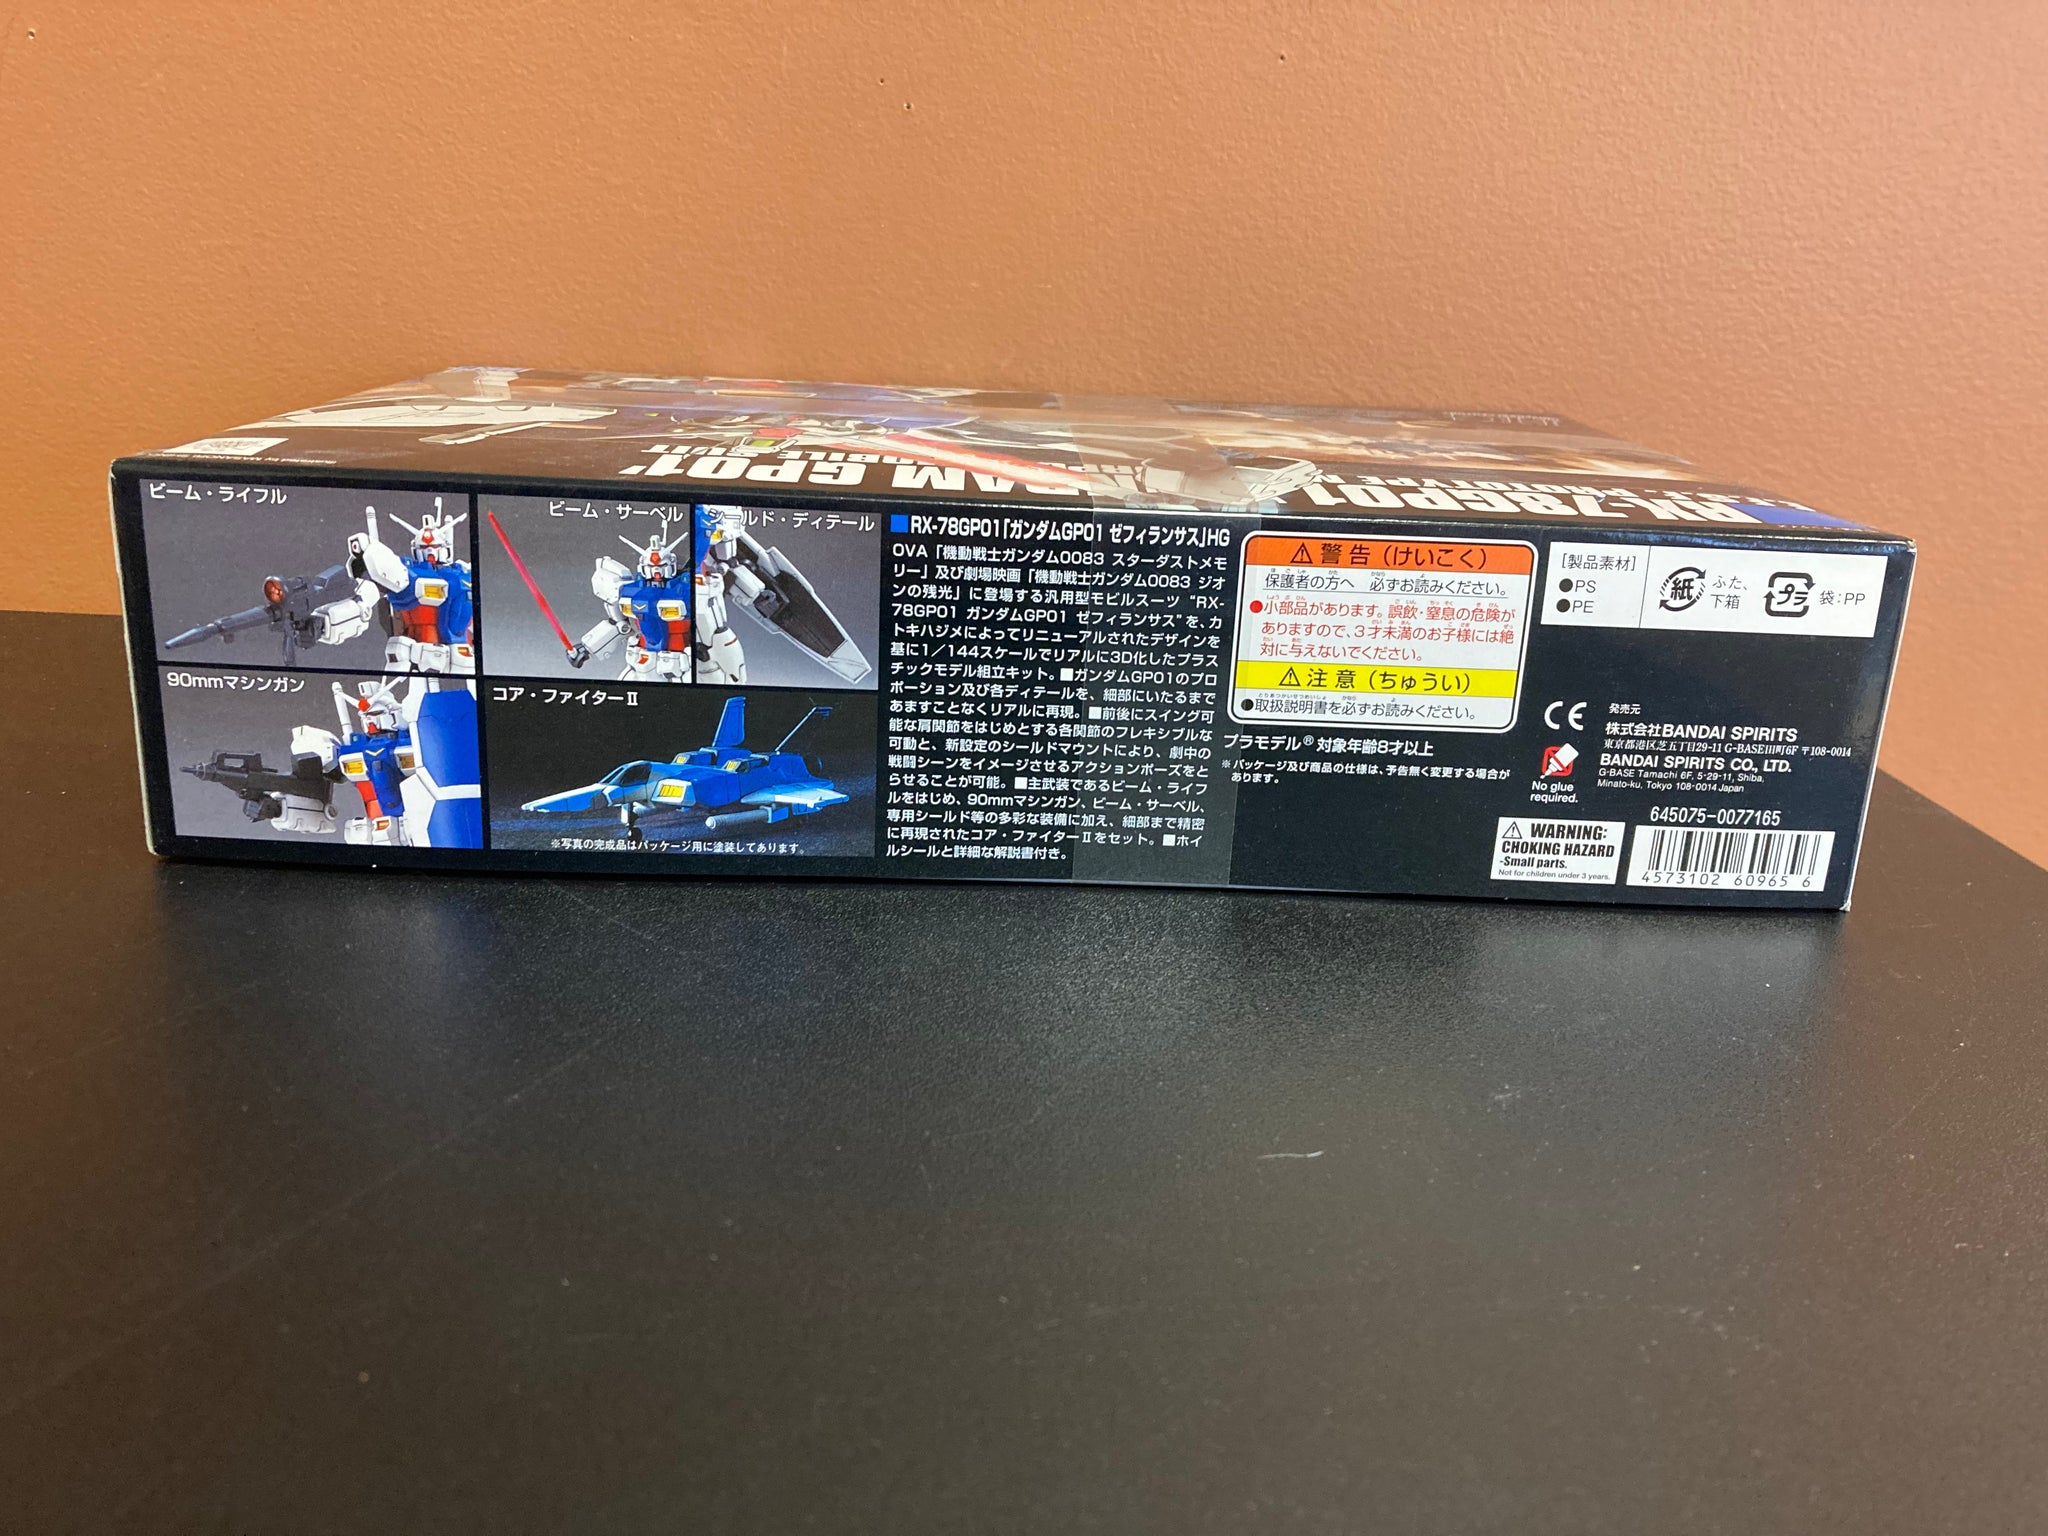 RX-78GP01
GUNDAM GP01
MOBILE SUIT
ビーム・ライフル
ビーム・サーベル
シールド・ディテール
90mmマシンガン
コア・ファイターⅡ
※写真の完成品はパッケージ用に塗装してあります。
■RX-78GP01「ガンダムGP01 ゼフィランサス」HG
OVA「機動戦士ガンダム0083 スターダストメモ
リー」及び劇場映画「機動戦士ガンダム0083 ジオ
ンの残光」に登場する汎用型モビルスーツ “RX-
78GP01 ガンダムGP01 ゼフィランサス”を、カ
トキハジメによってリニューアルされたデザインを
基に1／144スケールでリアルに3D化したプラス
チックモデル組立キット。■ガンダムGP01のプロ
ポーション及び各ディテールを、細部にいたるまで
あますことなくリアルに再現。■前後にスイング可
能な肩関節をはじめとする各関節のフレキシブルな
可動と、新設定のシールドマウントにより、劇中の
戦闘シーンをイメージさせるアクションポーズをと
らせることが可能。■主武装であるビーム・ライフ
ルをはじめ、90mmマシンガン、ビーム・サーベル、
専用シールド等の多彩な装備に加え、細部まで精密
に再現されたコア・ファイターⅡをセット。■ホイ
ルシールと詳細な解説書付き。
⚠警告（けいこく）
保護者の方へ 必ずお読みください。
●小部品があります。誤飲・窒息の危険が
ありますので、3才未満のお子様には絶
対に与えないでください。
⚠注意（ちゅうい）
●取扱説明書を必ずお読みください。
プラモデル® 対象年齢8才以上
※パッケージ及び商品の仕様は、予告無く変更する場合が
あります。
[製品素材]
●PS
●PE
紙
ふた、
下箱
プラ
袋:PP
CE
発売元
株式会社BANDAI SPIRITS
東京都港区芝五丁目29-11 G-BASE田町6F 〒108-0014
BANDAI SPIRITS CO., LTD.
G-BASE Tamachi 6F, 5-29-11, Shiba,
Minato-ku, Tokyo 108-0014 Japan
No glue
required.
645075-0077165
⚠ WARNING:
CHOKING HAZARD
-Small parts.
Not for children under 3 years.
4573102 60965 6